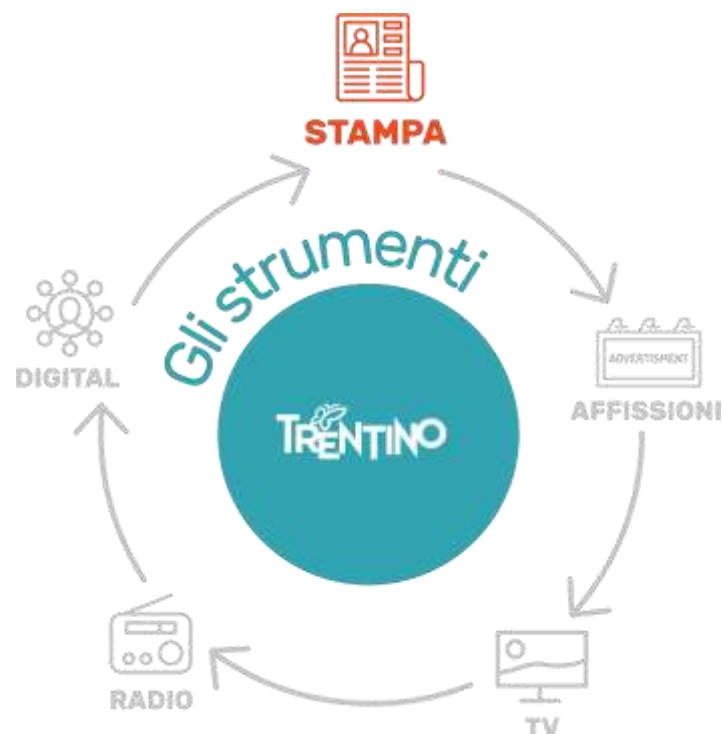 STAMPA
Gli strumenti
DIGITAL
ADVERTISMENT
AFFISSIONI
TRENTINO
RADIO
TV